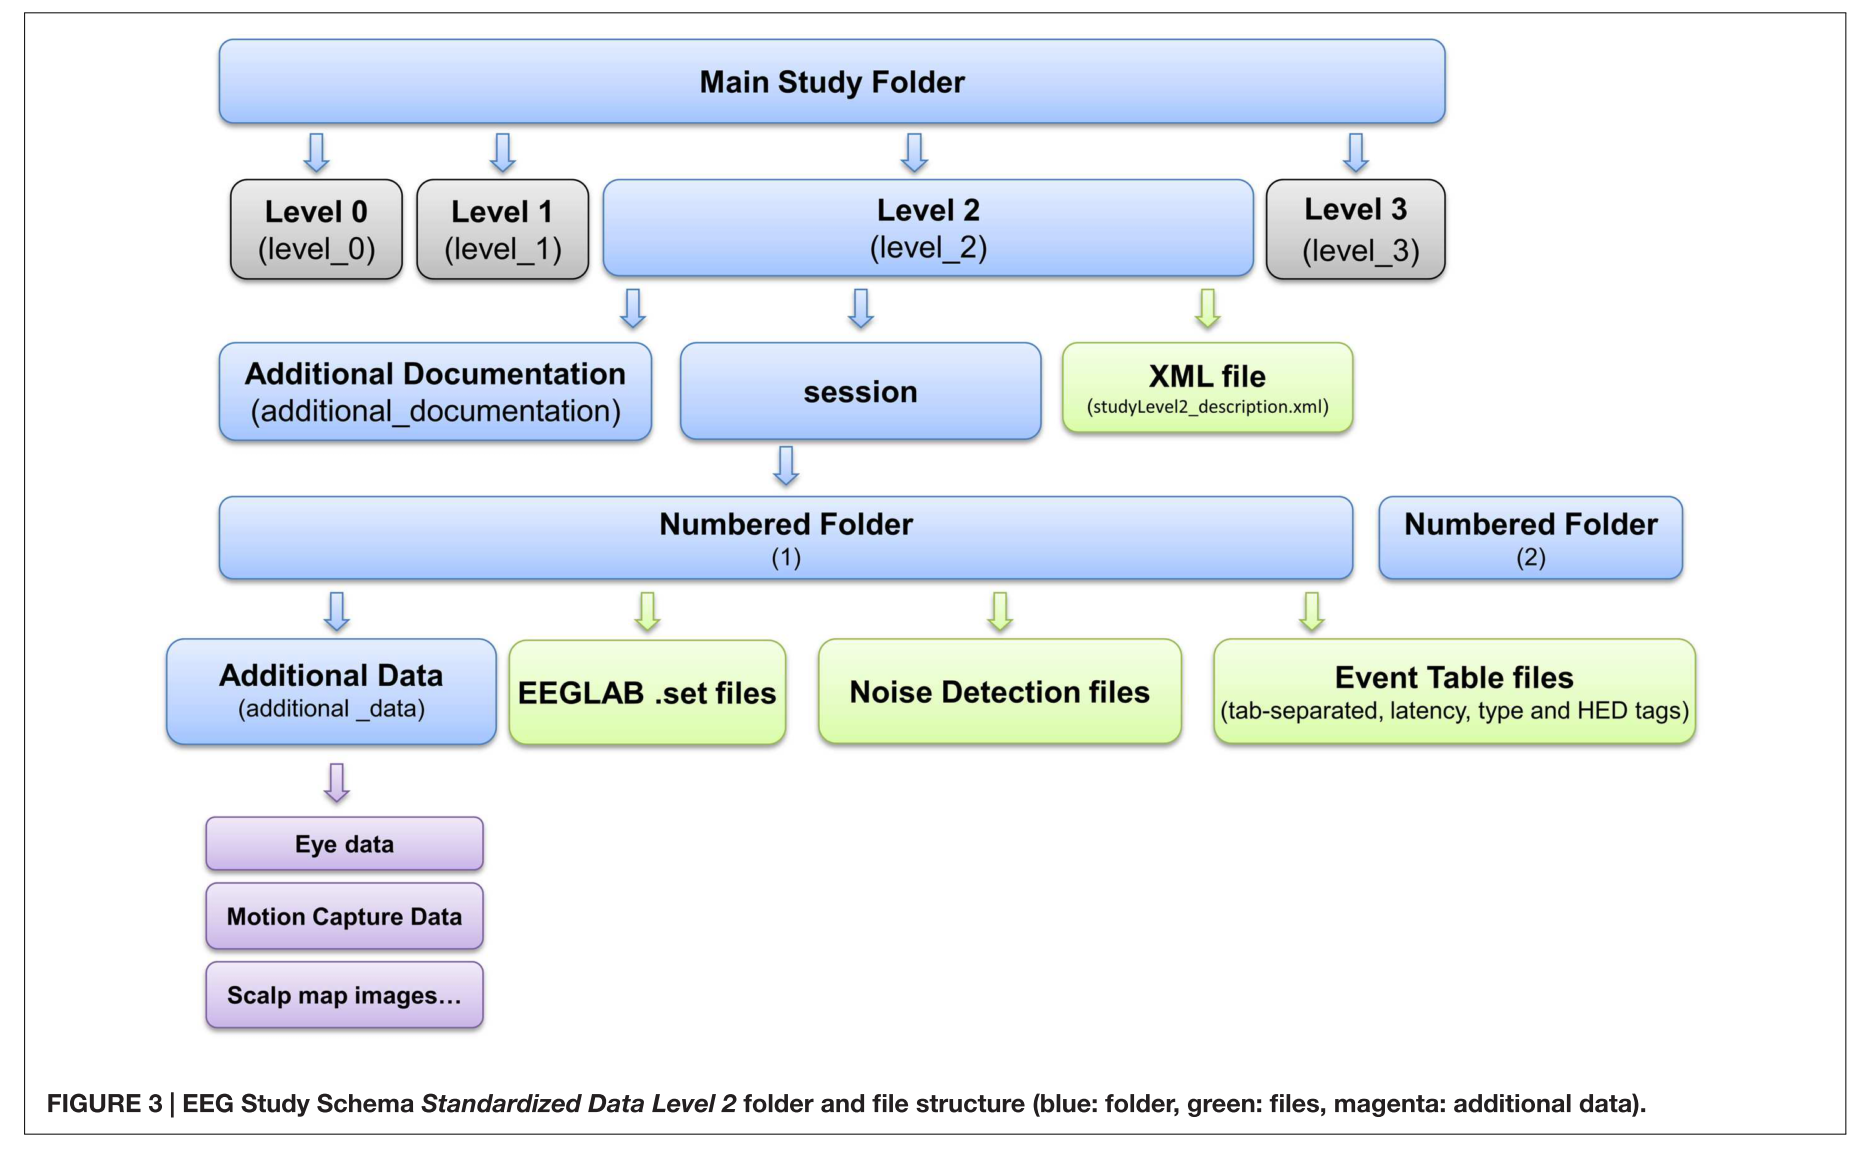 Main Study Folder
Level 0
(level_0)
Level 1
(level_1)
Level 2
(level_2)
Level 3
(level_3)
Additional Documentation
(additional_documentation)
session
XML file
(studyLevel2_description.xml)
Numbered Folder
(1)
Numbered Folder
(2)
Additional Data
(additional _data)
EEGLAB .set files
Noise Detection files
Event Table files
(tab-separated, latency, type and HED tags)
Eye data
Motion Capture Data
Scalp map images…
FIGURE 3 | EEG Study Schema Standardized Data Level 2 folder and file structure (blue: folder, green: files, magenta: additional data).